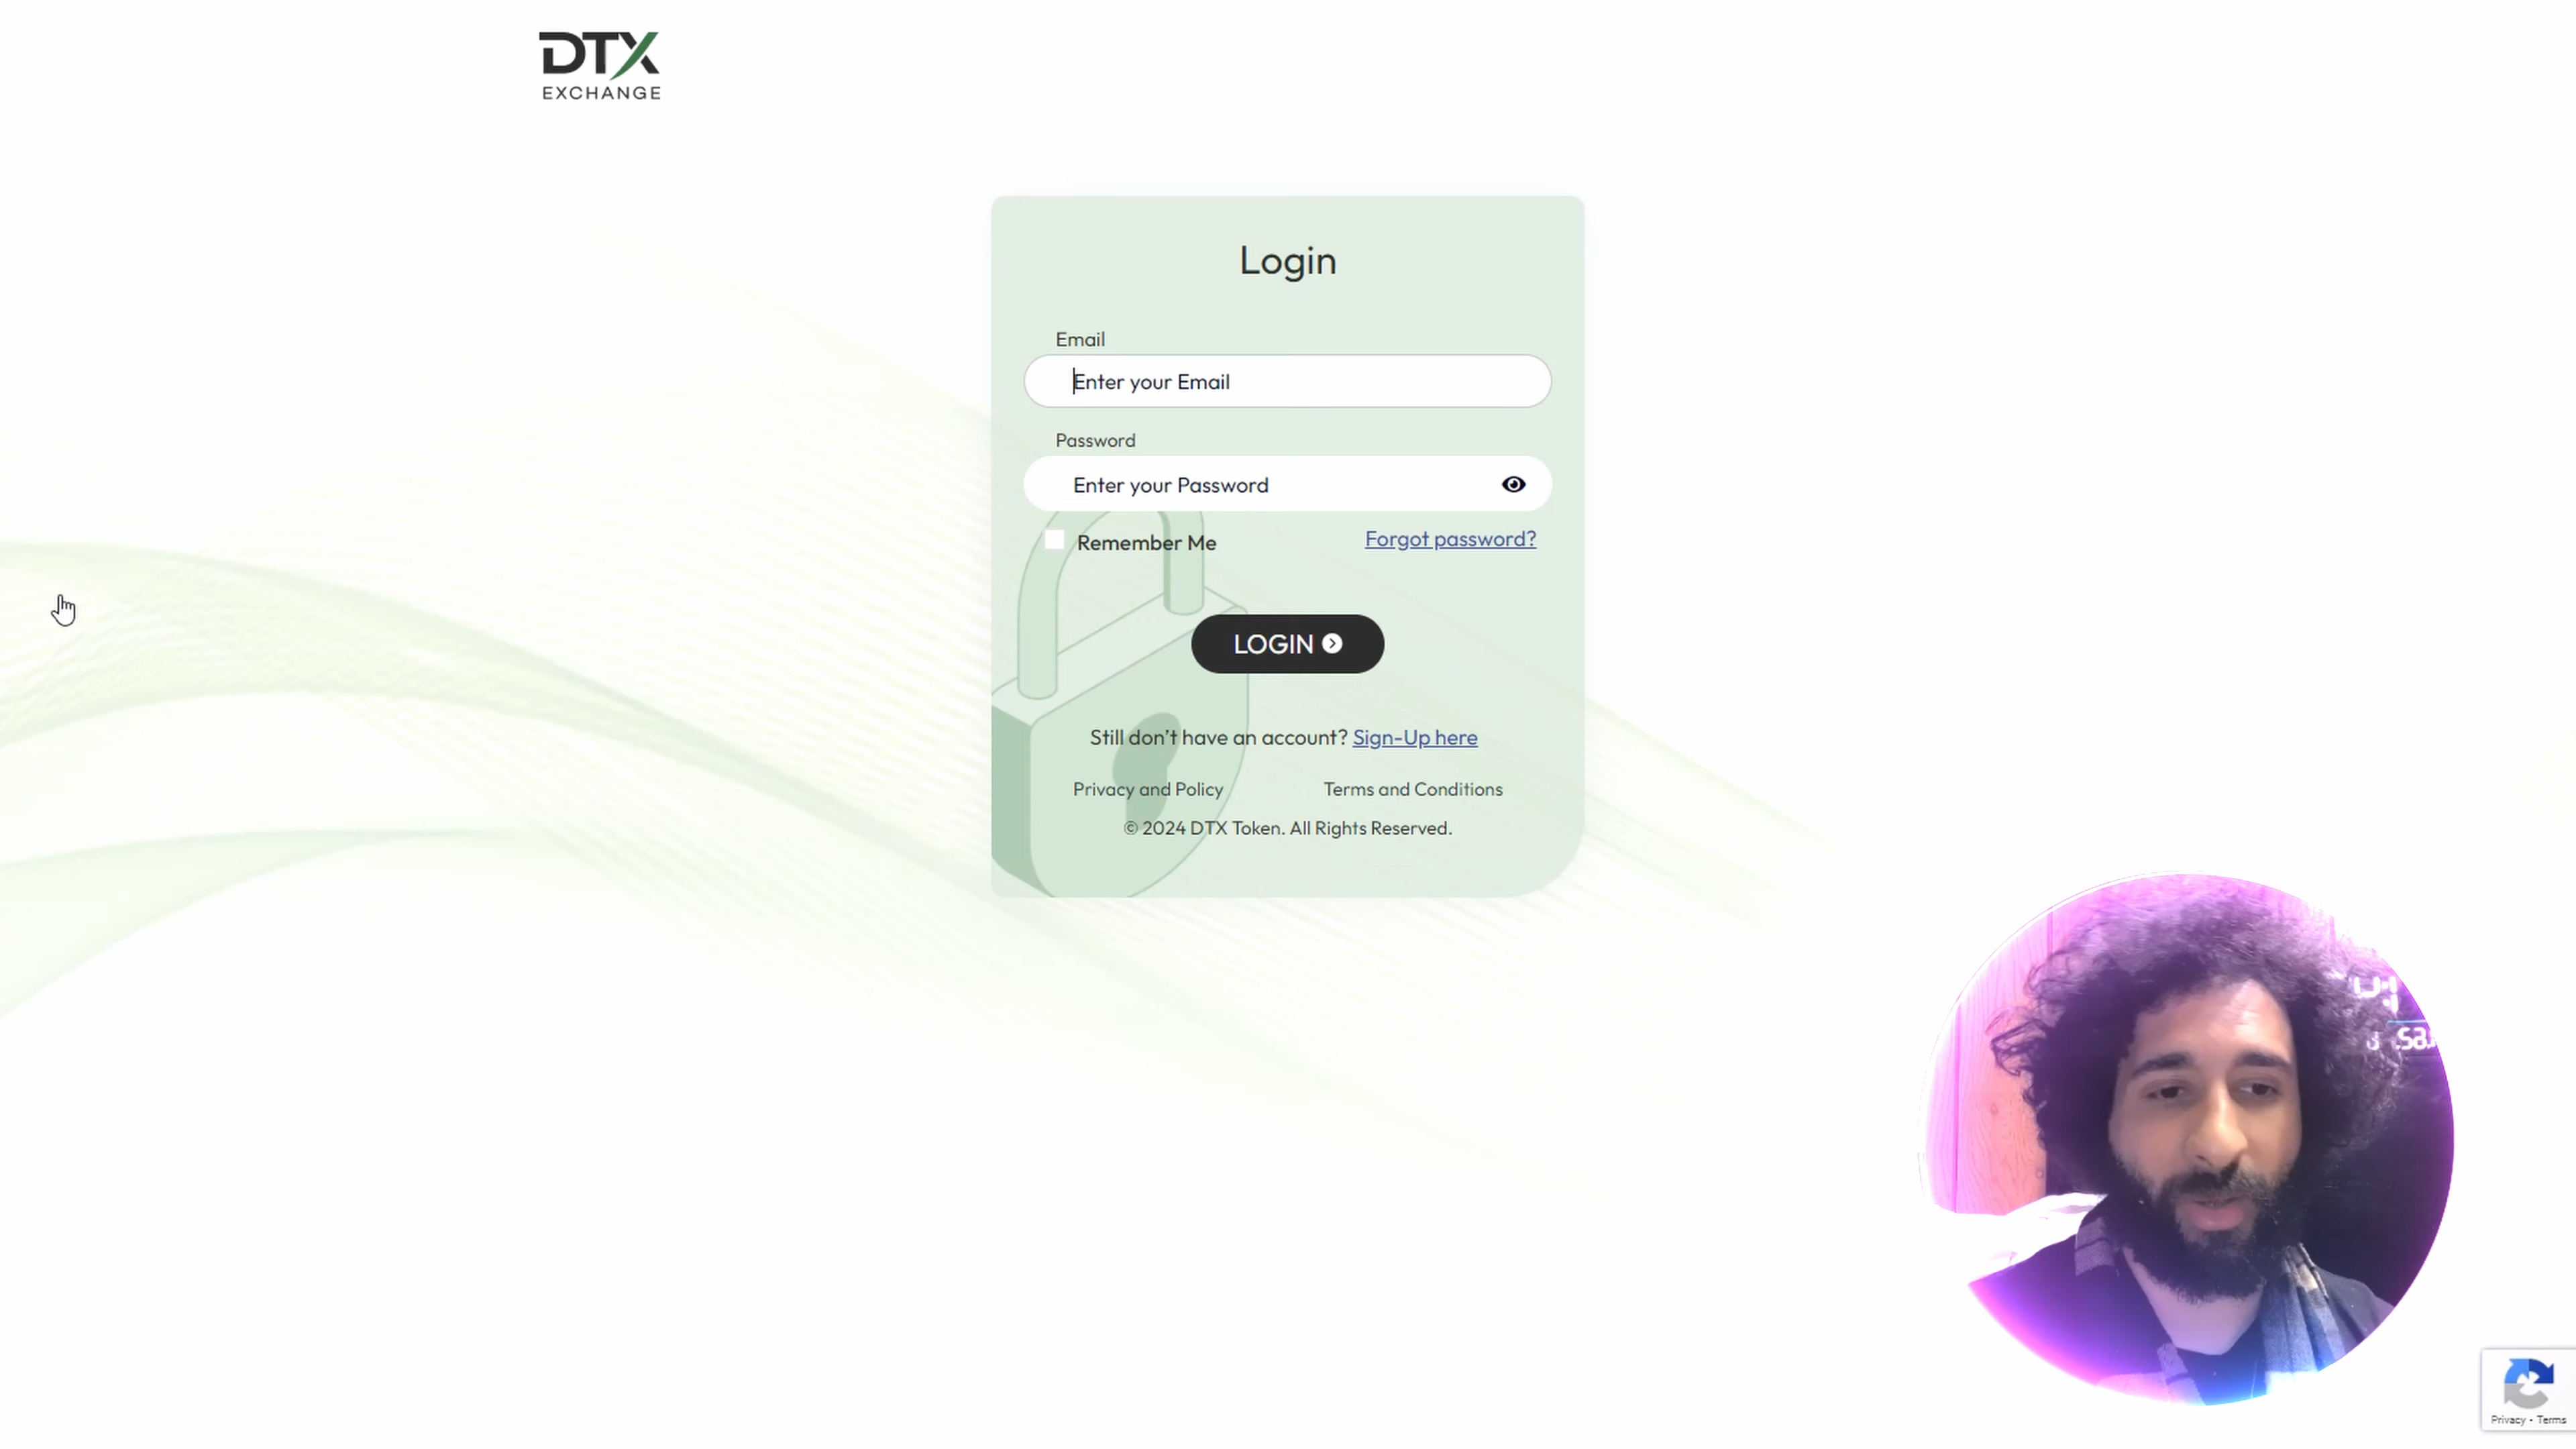 DTX
EXCHANGE
Login
Email
Enter your Email
Password
Enter your Password
Remember Me
Forgot password?
LOGIN
Still don’t have an account? Sign-Up here
Privacy and Policy
Terms and Conditions
© 2024 DTX Token. All Rights Reserved.
Privacy - Terms